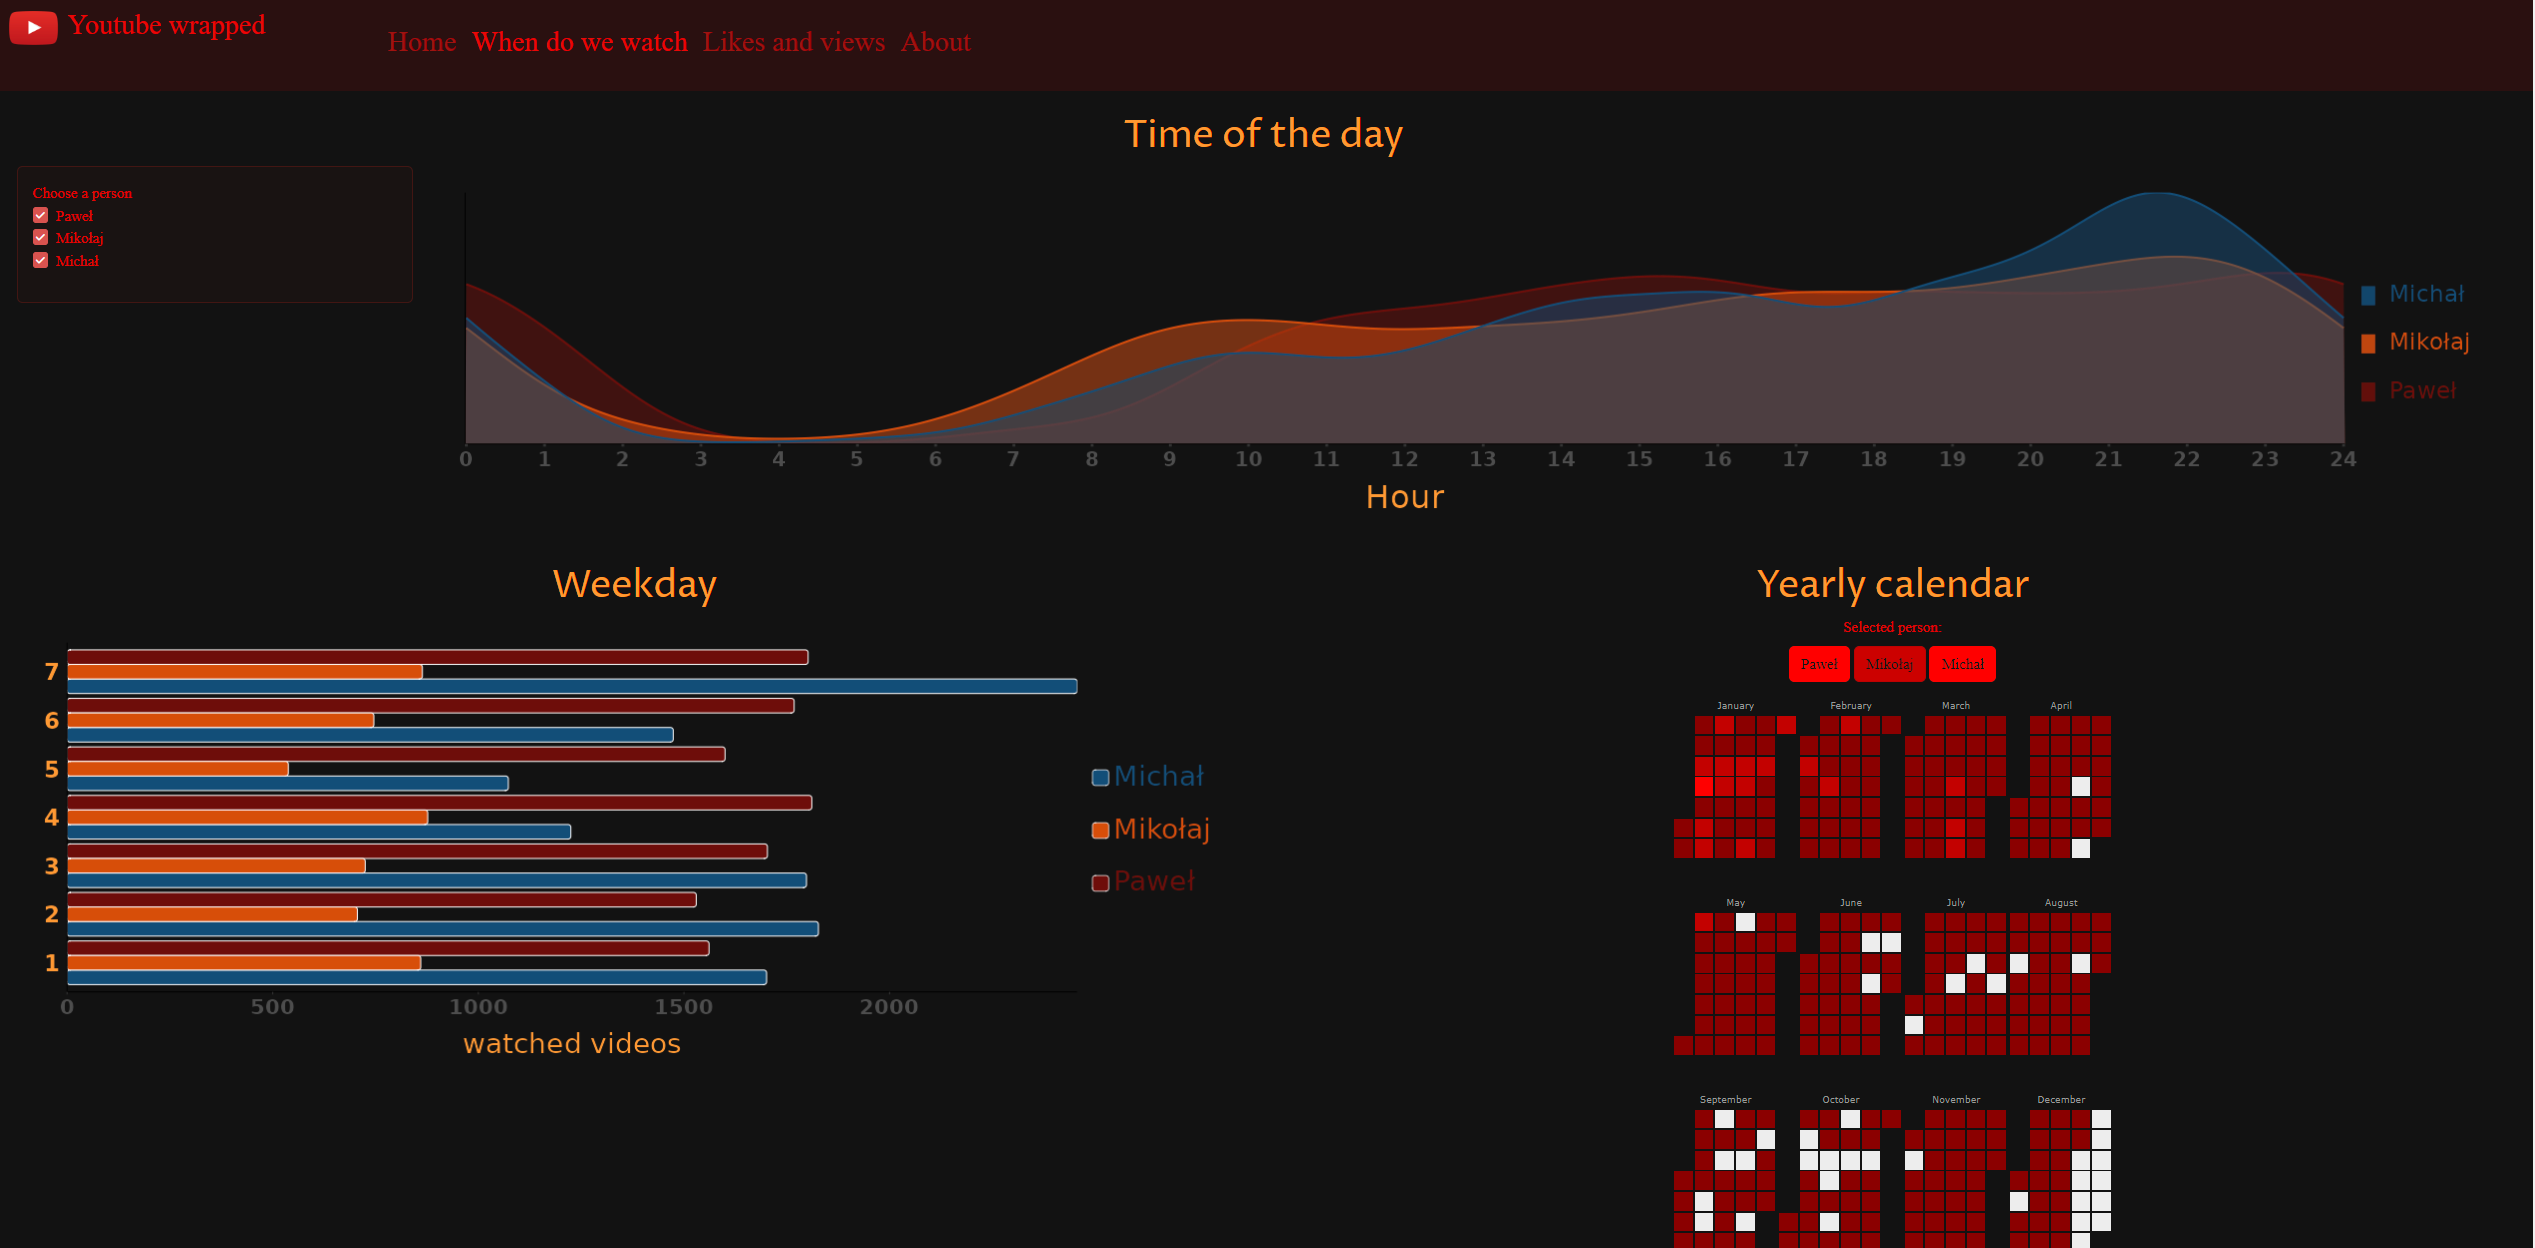 Youtube wrapped
Home When do we watch Likes and views About
Time of the day
Choose a person
Paweł
Mikołaj
Michał
Michał
Mikołaj
Paweł
0 1 2 3 4 5 6 7 8 9 10 11 12 13 14 15 16 17 18 19 20 21 22 23 24
Hour
Weekday
7
6
5
4
3
2
1
0 500 1000 1500 2000
watched videos
Michał
Mikołaj
Paweł
Yearly calendar
Selected person:
Paweł Mikołaj Michał
January February March April
May June July August
September October November December